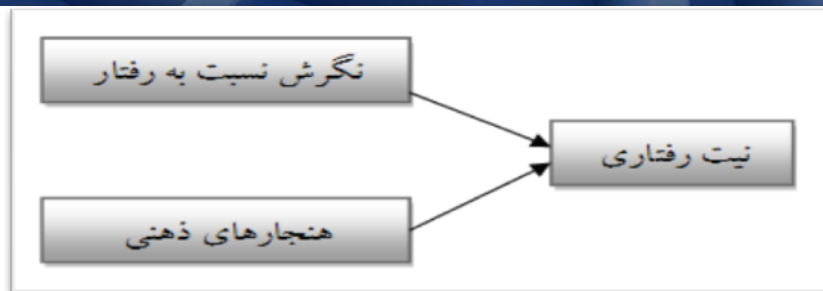 نگرش نسبت به رفتار
نیت رفتاری
هنجارهای ذهنی